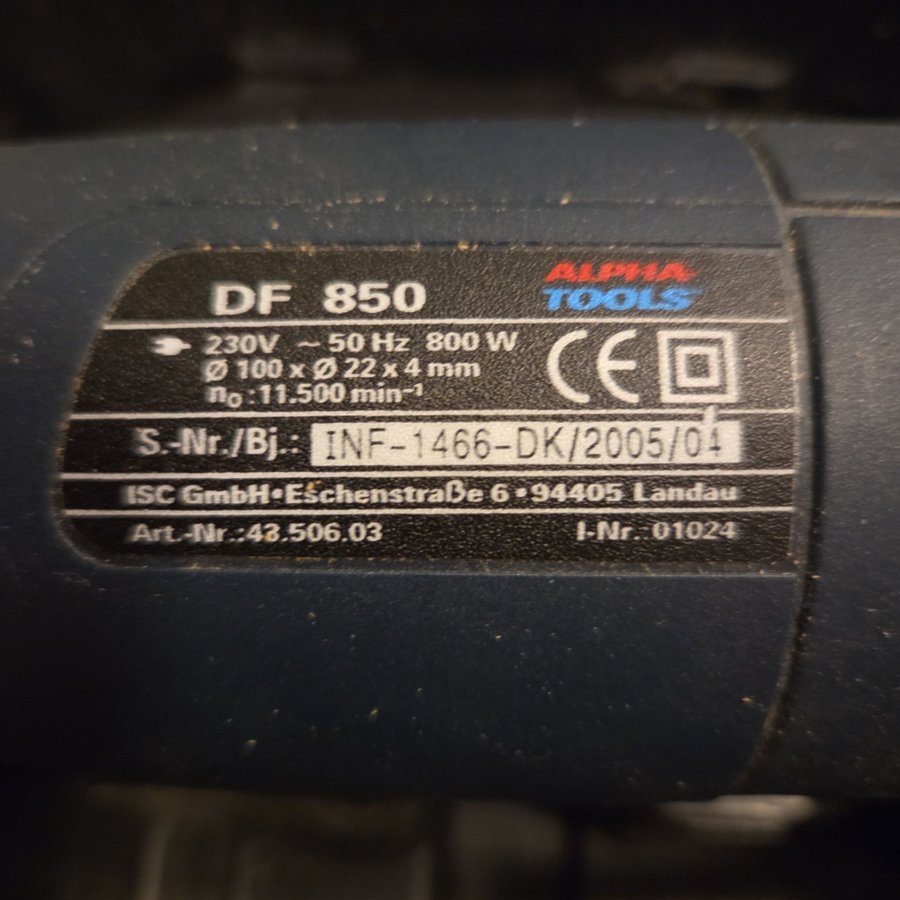 DF 850
ALPHA-
TOOLS
230V ~ 50 Hz 800 W
Ø 100 x Ø 22 x 4 mm
n₀:11.500 min⁻¹
CE
S.-Nr./Bj.: INF-1466-DK/2005/04
ISC GmbH•Eschenstraße 6•94405 Landau
Art.-Nr.:43.506.03 I-Nr.:01024